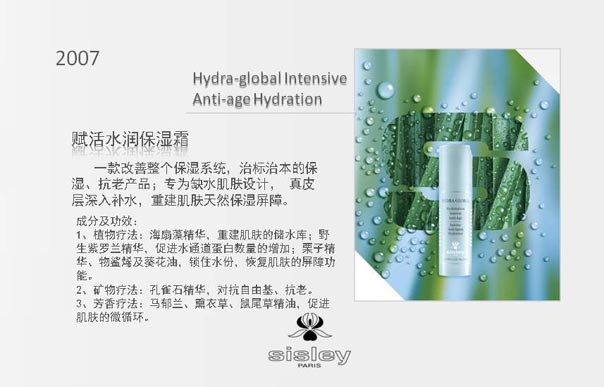 2007
Hydra-global Intensive
Anti-age Hydration
赋活水润保湿霜
一款改善整个保湿系统，治标治本的保
湿、抗老产品；专为缺水肌肤设计， 真皮
层深入补水，重建肌肤天然保湿屏障。
成分及功效：
1、植物疗法：海扇藻精华，重建肌肤的储水库；野
生紫罗兰精华，促进水通道蛋白数量的增加；栗子精
华、物鲨烯及葵花油，锁住水份，恢复肌肤的屏障功
能。
2、矿物疗法：孔雀石精华，对抗自由基、抗老。
3、芳香疗法：马郁兰、薰衣草、鼠尾草精油，促进
肌肤的微循环。
HYDRA-GLOBAL
sisley
PARIS